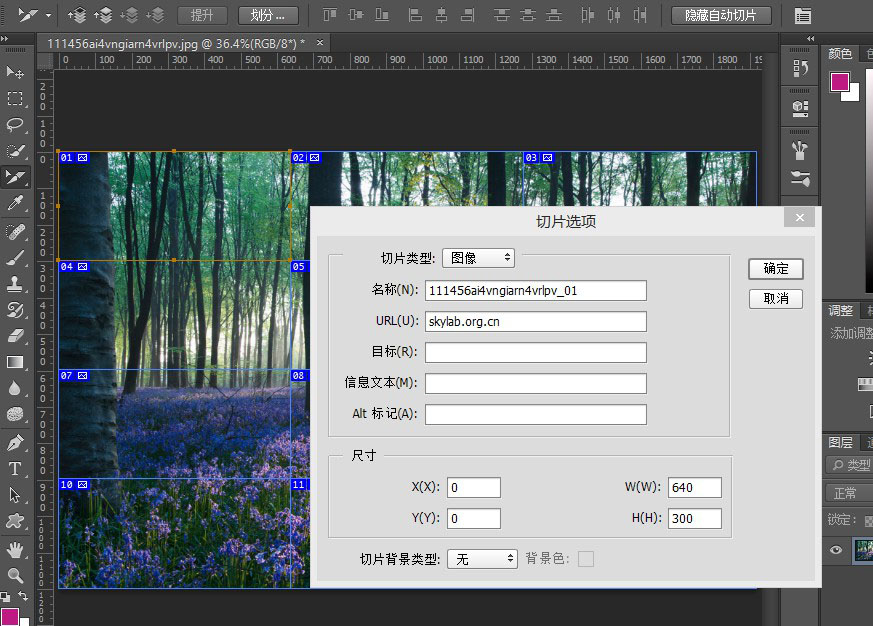 提升 划分... 隐藏自动切片
111456ai4vngiarn4vrlpv.jpg @ 36.4%(RGB/8*) * ×
0 100 200 300 400 500 600 700 800 900 1000 1100 1200 1300 1400 1500 1600 1700 1800
颜色
01 02 03
切片选项
切片类型: 图像 确定
04 05
名称(N): 111456ai4vngiarn4vrlpv_01 取消
URL(U): skylab.org.cn
调整
添加调整
目标(R):
07 08
信息文本(M):
Alt 标记(A):
图层
尺寸
类型
10 11
X(X): 0 W(W): 640
正常
Y(Y): 0 H(H): 300
锁定:
切片背景类型: 无 背景色: